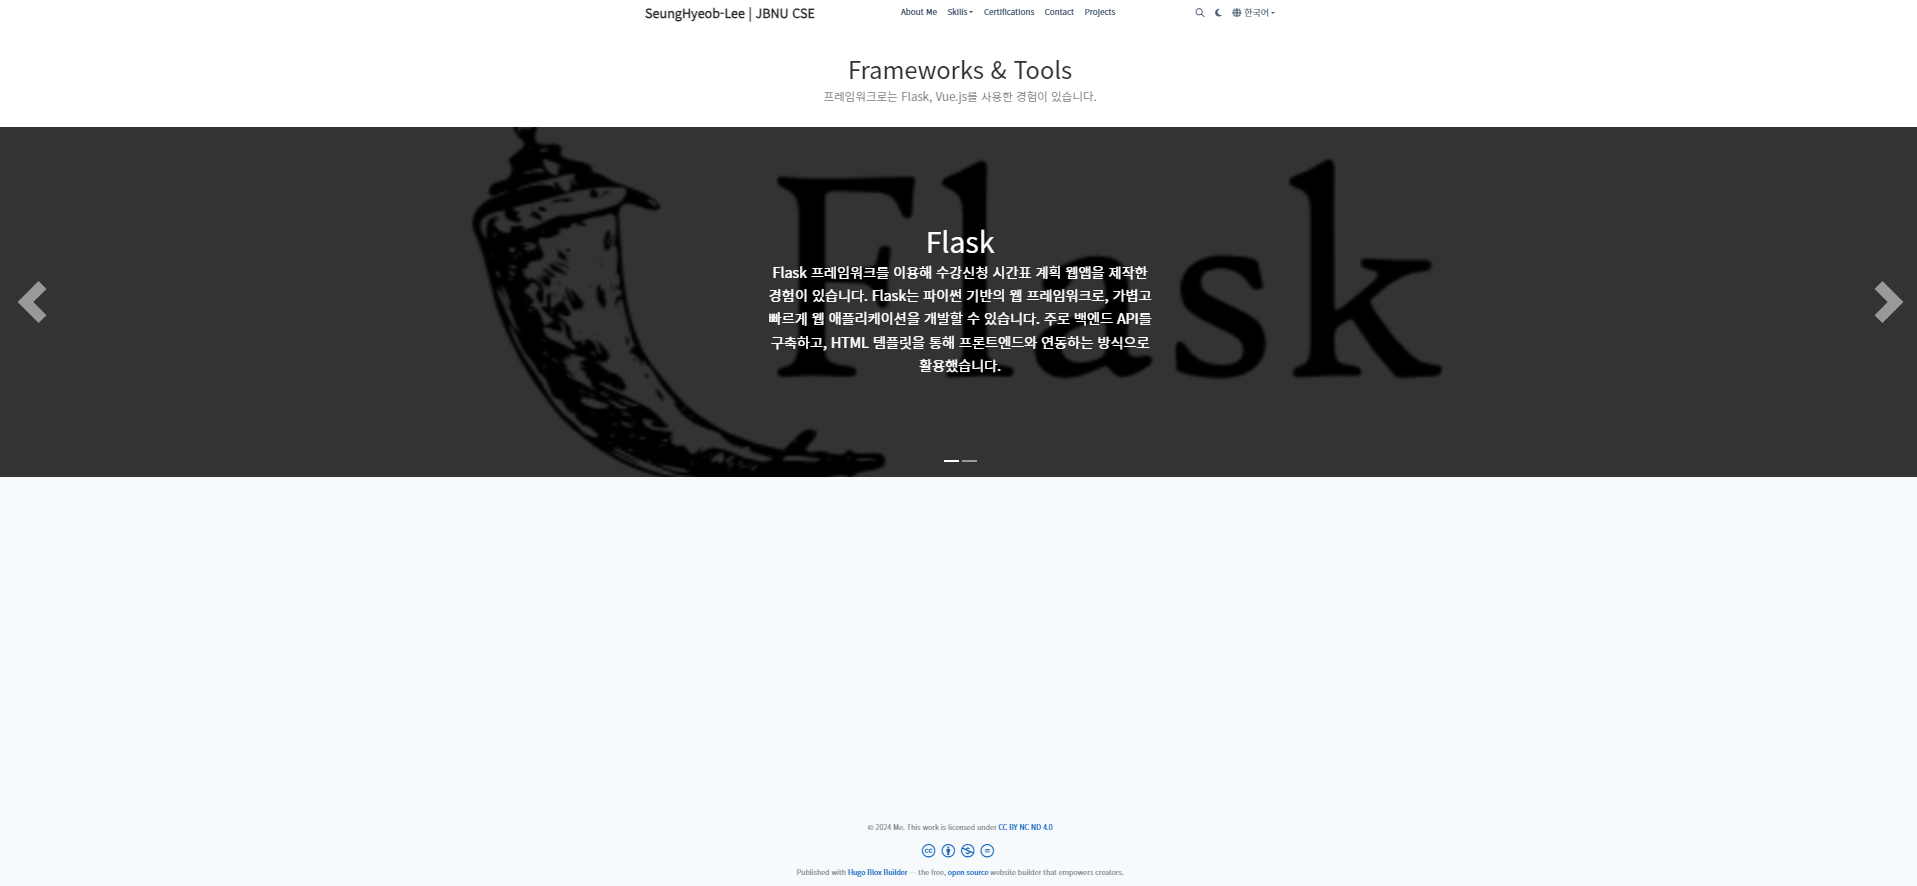 SeungHyeob-Lee | JBNU CSE
About Me Skills Certifications Contact Projects
한국어
Frameworks & Tools
프레임워크로는 Flask, Vue.js를 사용한 경험이 있습니다.
Flask
Flask
Flask 프레임워크를 이용해 수강신청 시간표 계획 웹앱을 제작한
경험이 있습니다. Flask는 파이썬 기반의 웹 프레임워크로, 가볍고
빠르게 웹 애플리케이션을 개발할 수 있습니다. 주로 백엔드 API를
구축하고, HTML 템플릿을 통해 프론트엔드와 연동하는 방식으로
활용했습니다.
© 2024 Me. This work is licensed under CC BY NC ND 4.0
Published with Hugo Blox Builder — the free, open source website builder that empowers creators.